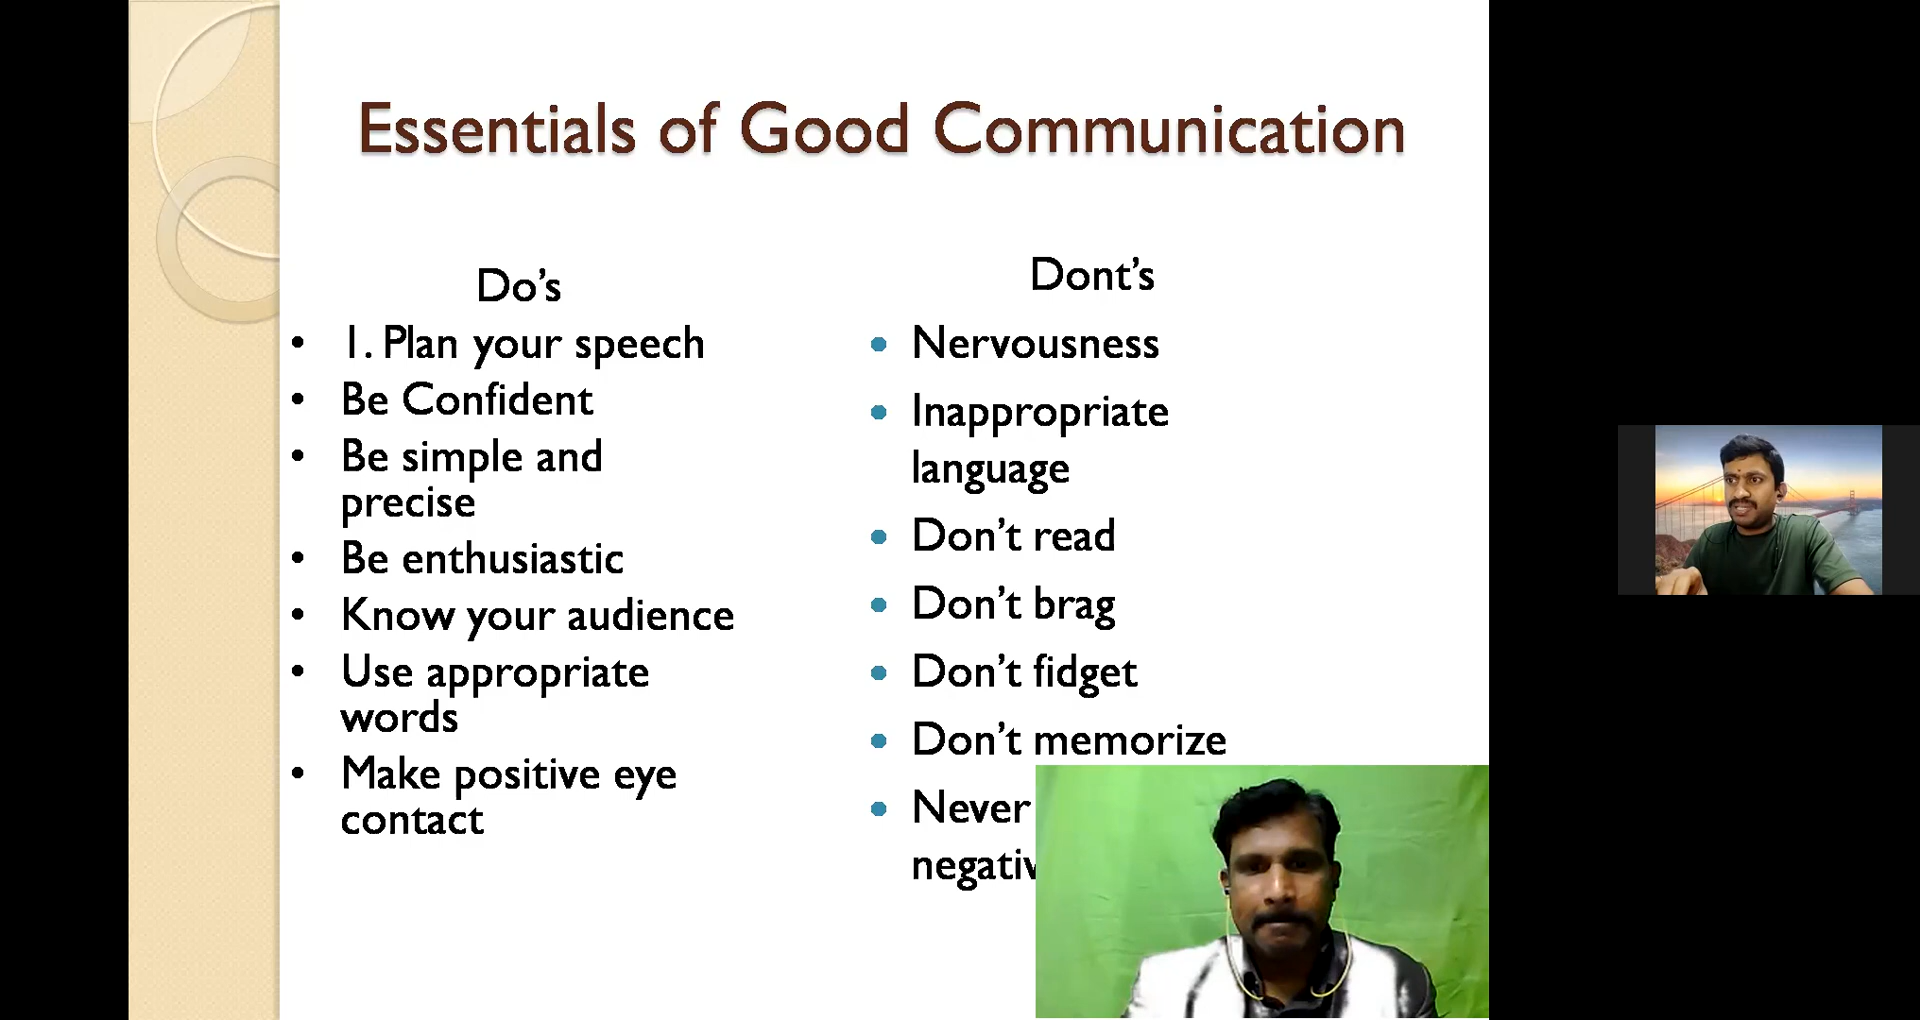 Essentials of Good Communication
Do's
• 1. Plan your speech
• Be Confident
• Be simple and
precise
• Be enthusiastic
• Know your audience
• Use appropriate
words
• Make positive eye
contact
Dont's
• Nervousness
• Inappropriate
language
• Don't read
• Don't brag
• Don't fidget
• Don't memorize
• Never